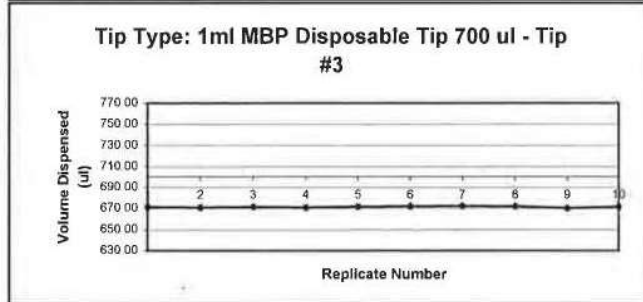 Tip Type: 1ml MBP Disposable Tip 700 ul - Tip
#3
Volume Dispensed
(ul)
770 00
750 00
730 00
710 00
690 00
670 00
650 00
630 00
1 2 3 4 5 6 7 8 9 10
Replicate Number